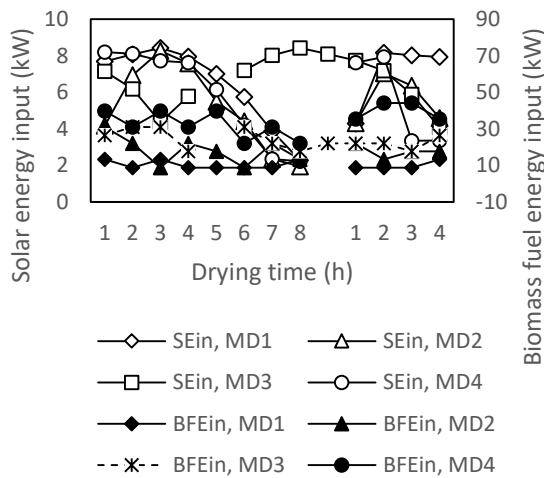 10
8
6
4
2
0
Solar energy input (kW)
90
70
50
30
10
-10
Biomass fuel energy input (kW)
1 2 3 4 5 6 7 8 1 2 3 4
Drying time (h)
SEin, MD1 SEin, MD2
SEin, MD3 SEin, MD4
BFEin, MD1 BFEin, MD2
BFEin, MD3 BFEin, MD4